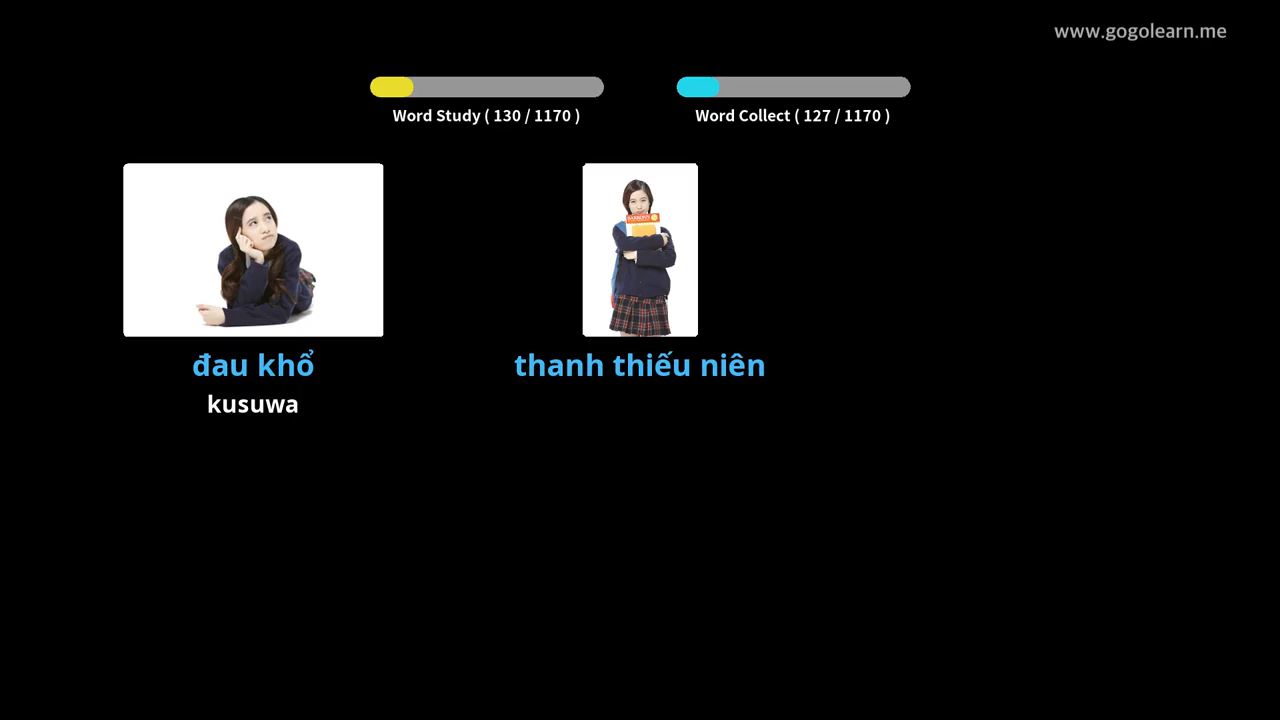 www.gogolearn.me
Word Study ( 130 / 1170 )
Word Collect ( 127 / 1170 )
đau khổ
thanh thiếu niên
kusuwa